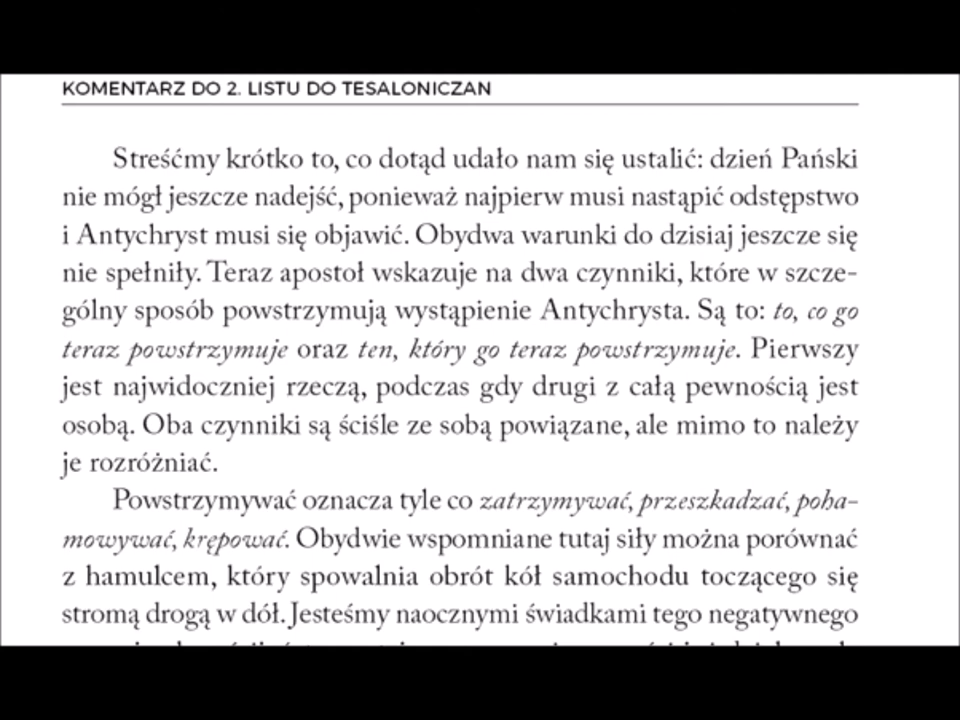 KOMENTARZ DO 2. LISTU DO TESALONICZAN
Streśćmy krótko to, co dotąd udało nam się ustalić: dzień Pański
nie mógł jeszcze nadejść, ponieważ najpierw musi nastąpić odstępstwo
i Antychryst musi się objawić. Obydwa warunki do dzisiaj jeszcze się
nie spełniły. Teraz apostoł wskazuje na dwa czynniki, które w szcze-
gólny sposób powstrzymują wystąpienie Antychrysta. Są to: to, co go
teraz powstrzymuje oraz ten, który go teraz powstrzymuje. Pierwszy
jest najwidoczniej rzeczą, podczas gdy drugi z całą pewnością jest
osobą. Oba czynniki są ściśle ze sobą powiązane, ale mimo to należy
je rozróżniać.
Powstrzymywać oznacza tyle co zatrzymywać, przeszkadzać, poha-
mowywać, krępować. Obydwie wspomniane tutaj siły można porównać
z hamulcem, który spowalnia obrót kół samochodu toczącego się
stromą drogą w dół. Jesteśmy naocznymi świadkami tego negatywnego